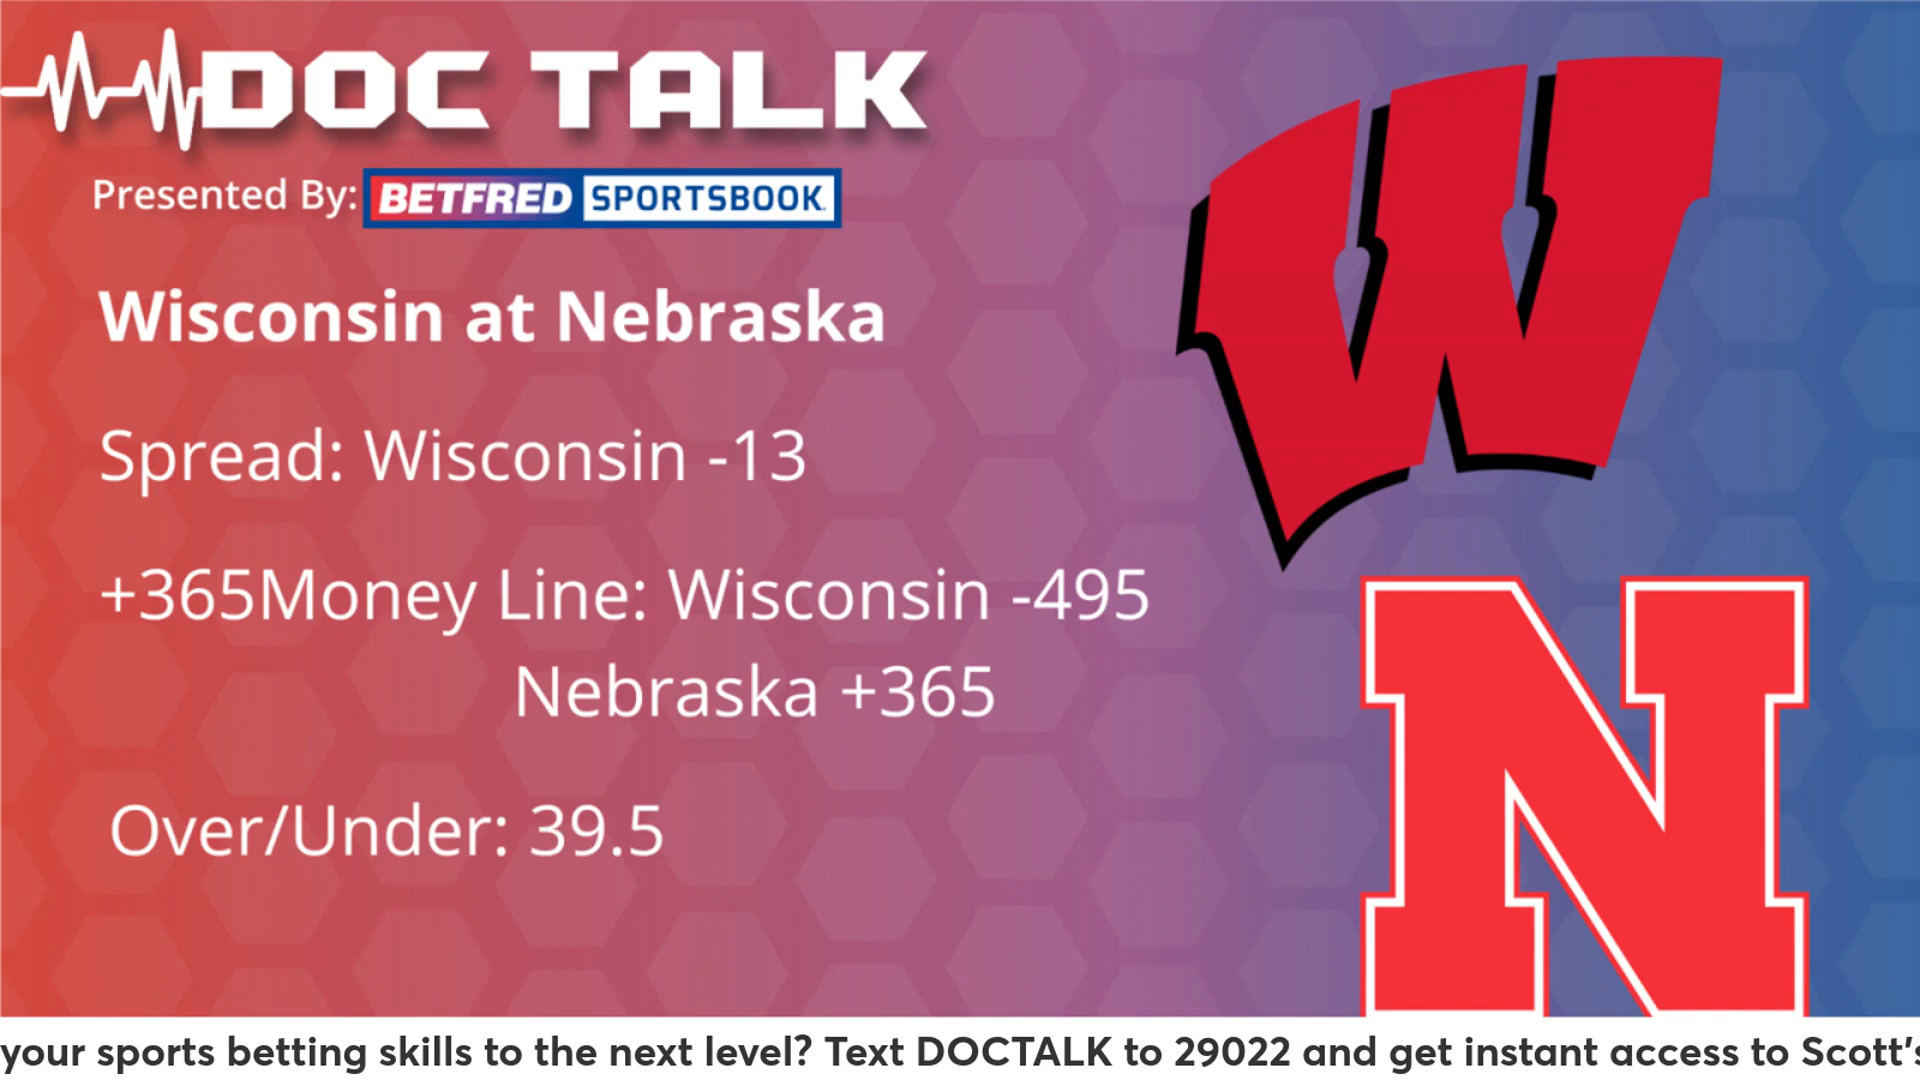 DOC TALK
Presented By: BETFRED SPORTSBOOK
Wisconsin at Nebraska
Spread: Wisconsin -13
+365Money Line: Wisconsin -495
Nebraska +365
Over/Under: 39.5
W
N
your sports betting skills to the next level? Text DOCTALK to 29022 and get instant access to Scott's